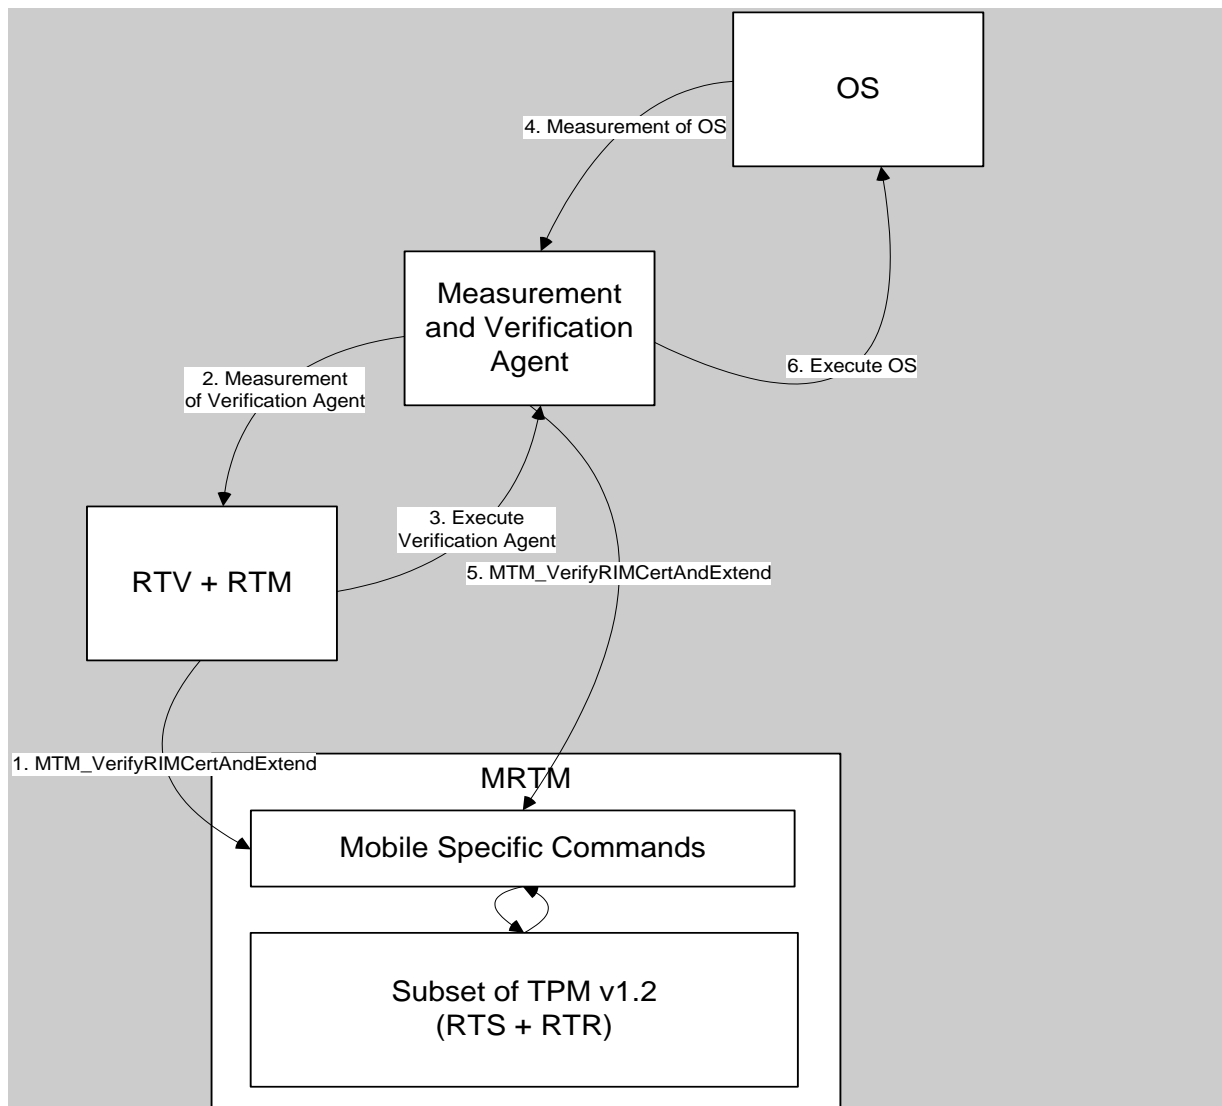 OS
4. Measurement of OS
Measurement
and Verification
Agent
6. Execute OS
2. Measurement
of Verification Agent
3. Execute
Verification Agent
5. MTM_VerifyRIMCertAndExtend
RTV + RTM
1. MTM_VerifyRIMCertAndExtend
MRTM
Mobile Specific Commands
Subset of TPM v1.2
(RTS + RTR)